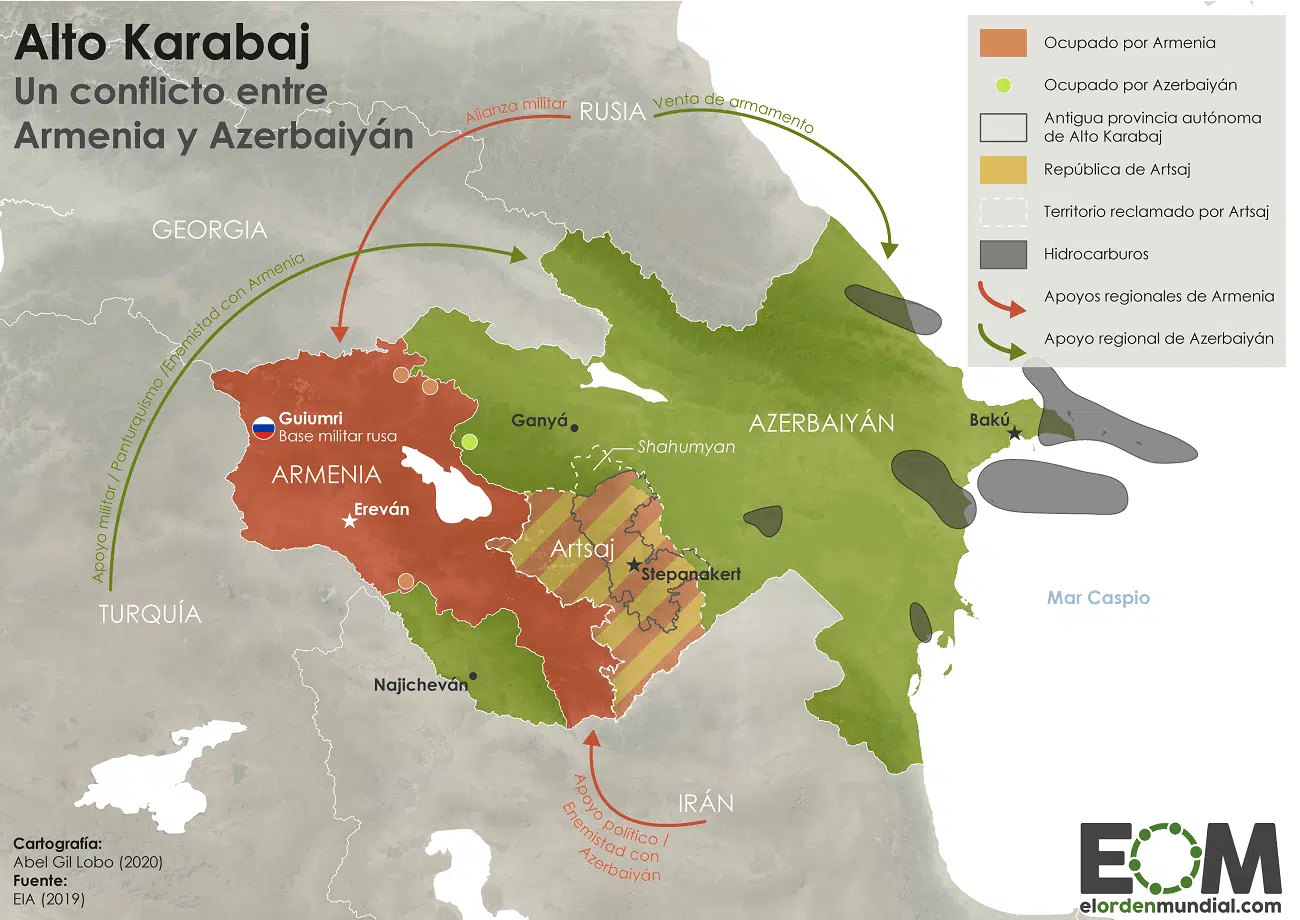 Alto Karabaj
Un conflicto entre
Armenia y Azerbaiyán
Alianza militar
RUSIA
Venta de armamento
Ocupado por Armenia
Ocupado por Azerbaiyán
Antigua provincia autónoma
de Alto Karabaj
República de Artsaj
Territorio reclamado por Artsaj
Hidrocarburos
Apoyos regionales de Armenia
Apoyo regional de Azerbaiyán
GEORGIA
Apoyo militar / Panturquismo /Enemistad con Armenia
Guiumri
Base militar rusa
ARMENIA
Ereván
Ganyá
Shahumyan
AZERBAIYÁN
Bakú
Artsaj
Stepanakert
Mar Caspio
TURQUÍA
Najicheván
IRÁN
Apoyo político /
Enemistad con
Azerbaiyán
Cartografía:
Abel Gil Lobo (2020)
Fuente:
EIA (2019)
EOM
elordenmundial.com